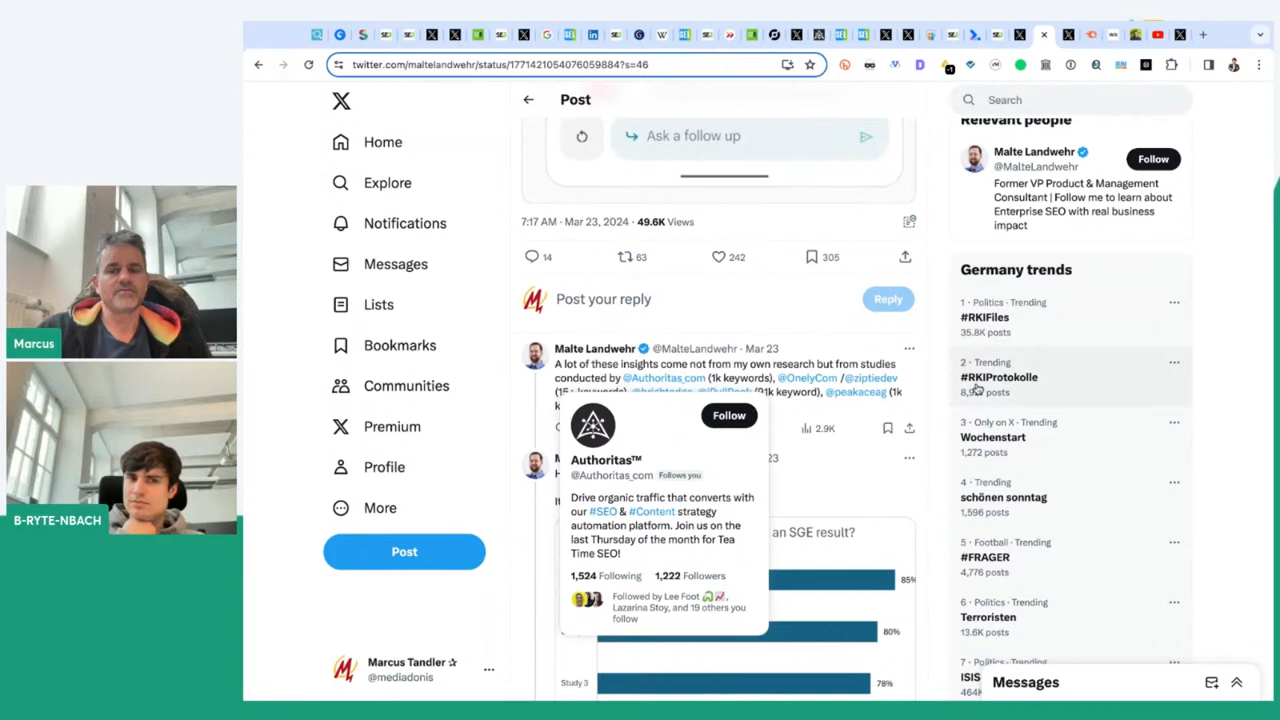 twitter.com/maltelandwehr/status/1771421054076059884?s=46
Post
Search
Home
Explore
Notifications
Messages
Lists
Bookmarks
Communities
Premium
Profile
More
Post
Marcus Tandler ✰
@mediadonis
Ask a follow up
7:17 AM · Mar 23, 2024 · 49.6K Views
14 63 242 305
Post your reply
Reply
Malte Landwehr @MalteLandwehr · Mar 23
A lot of these insights come not from my own research but from studies
conducted by @Authoritas_com (1k keywords), @OnelyCom /@ziptiedev
keywords), @peakaceag (1k
2.9K
Follow
Authoritas™
@Authoritas_com Follows you
Drive organic traffic that converts with
our #SEO & #Content strategy
automation platform. Join us on the
last Thursday of the month for Tea
Time SEO!
1,524 Following 1,222 Followers
Followed by Lee Foot
Lazarina Stoy, and 19 others you
follow
23
an SGE result?
85%
80%
Study 3
78%
Relevant people
Malte Landwehr
@MalteLandwehr
Follow
Former VP Product & Management
Consultant | Follow me to learn about
Enterprise SEO with real business
impact
Germany trends
1 · Politics · Trending
#RKIFiles
35.8K posts
2 · Trending
#RKIProtokolle
posts
3 · Only on X · Trending
Wochenstart
1,272 posts
4 · Trending
schönen sonntag
1,596 posts
5 · Football · Trending
#FRAGER
4,776 posts
6 · Politics · Trending
Terroristen
13.6K posts
7 · Politics · Trending
ISIS
464K
Messages
Marcus
B-RYTE-NBACH